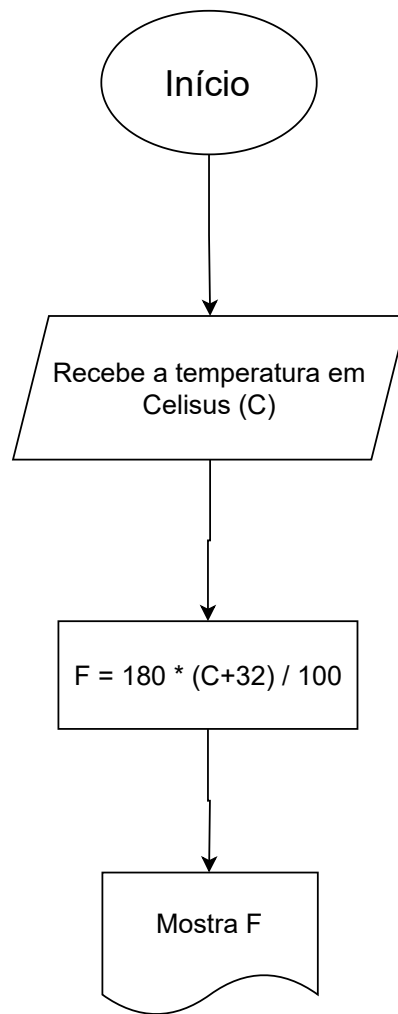 Início
Recebe a temperatura em
Celisus (C)
F = 180 * (C+32) / 100
Mostra F